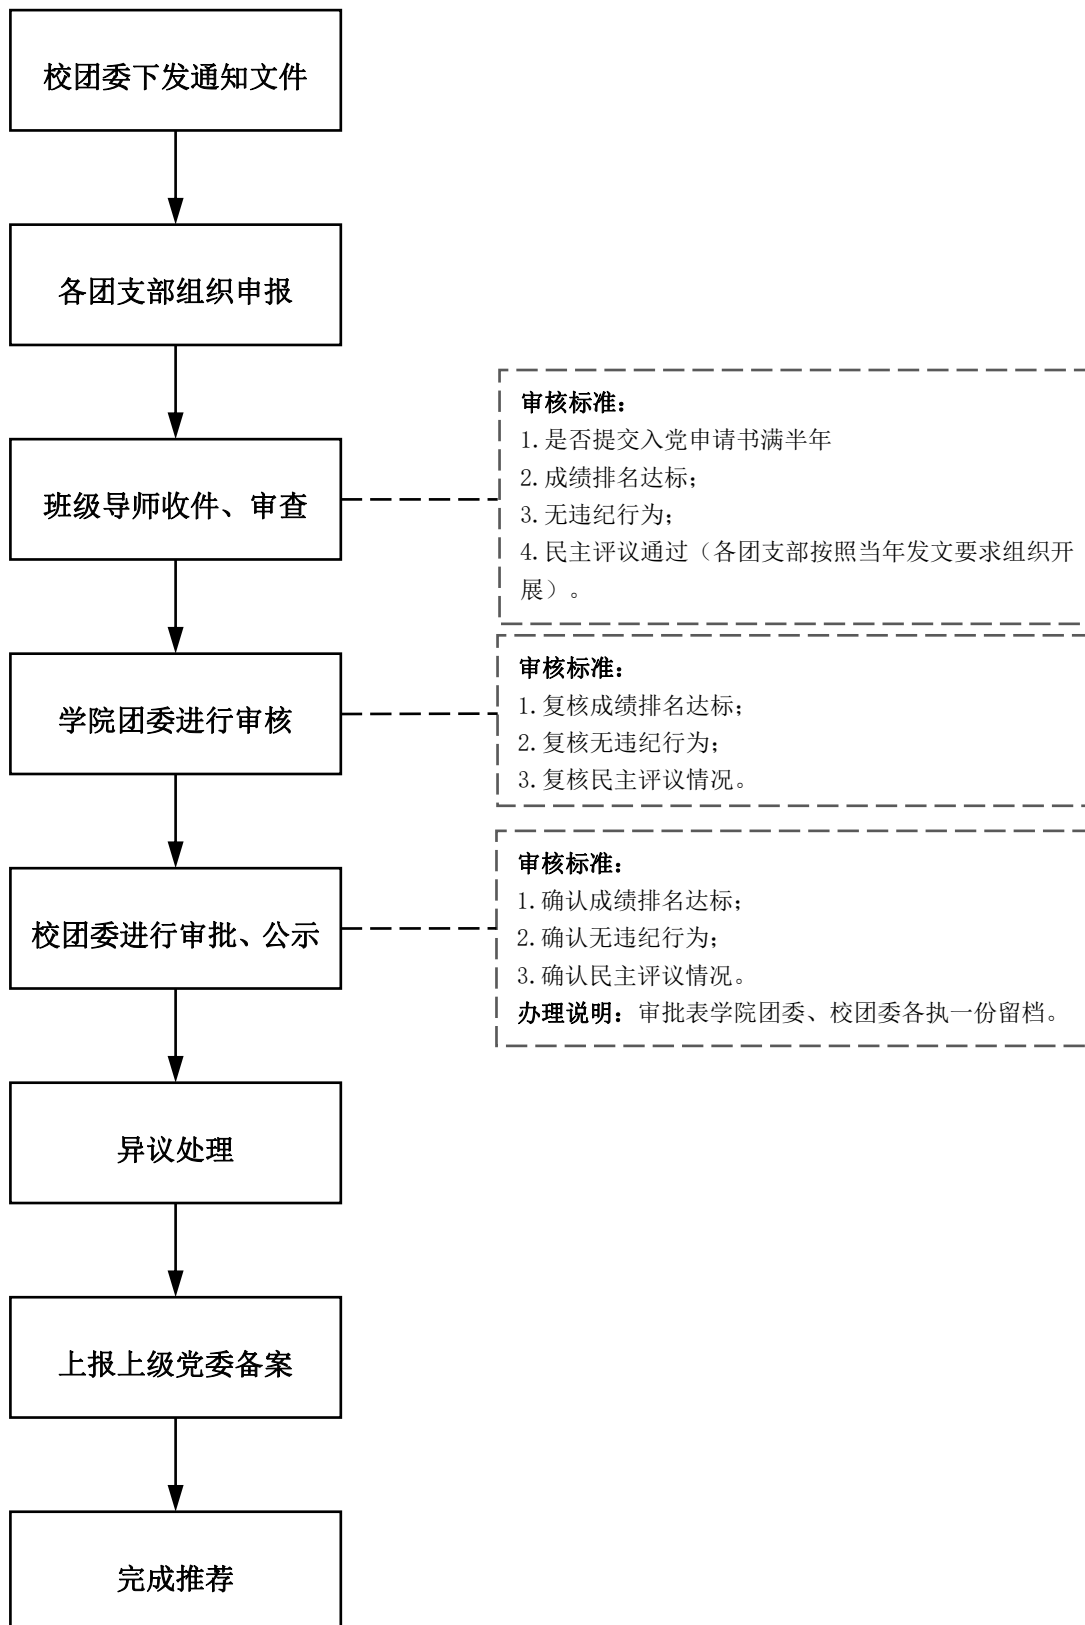 校团委下发通知文件
各团支部组织申报
班级导师收件、审查
审核标准：
1.是否提交入党申请书满半年
2.成绩排名达标；
3.无违纪行为；
4.民主评议通过（各团支部按照当年发文要求组织开
展）。
学院团委进行审核
审核标准：
1.复核成绩排名达标；
2.复核无违纪行为；
3.复核民主评议情况。
校团委进行审批、公示
审核标准：
1.确认成绩排名达标；
2.确认无违纪行为；
3.确认民主评议情况。
办理说明：审批表学院团委、校团委各执一份留档。
异议处理
上报上级党委备案
完成推荐